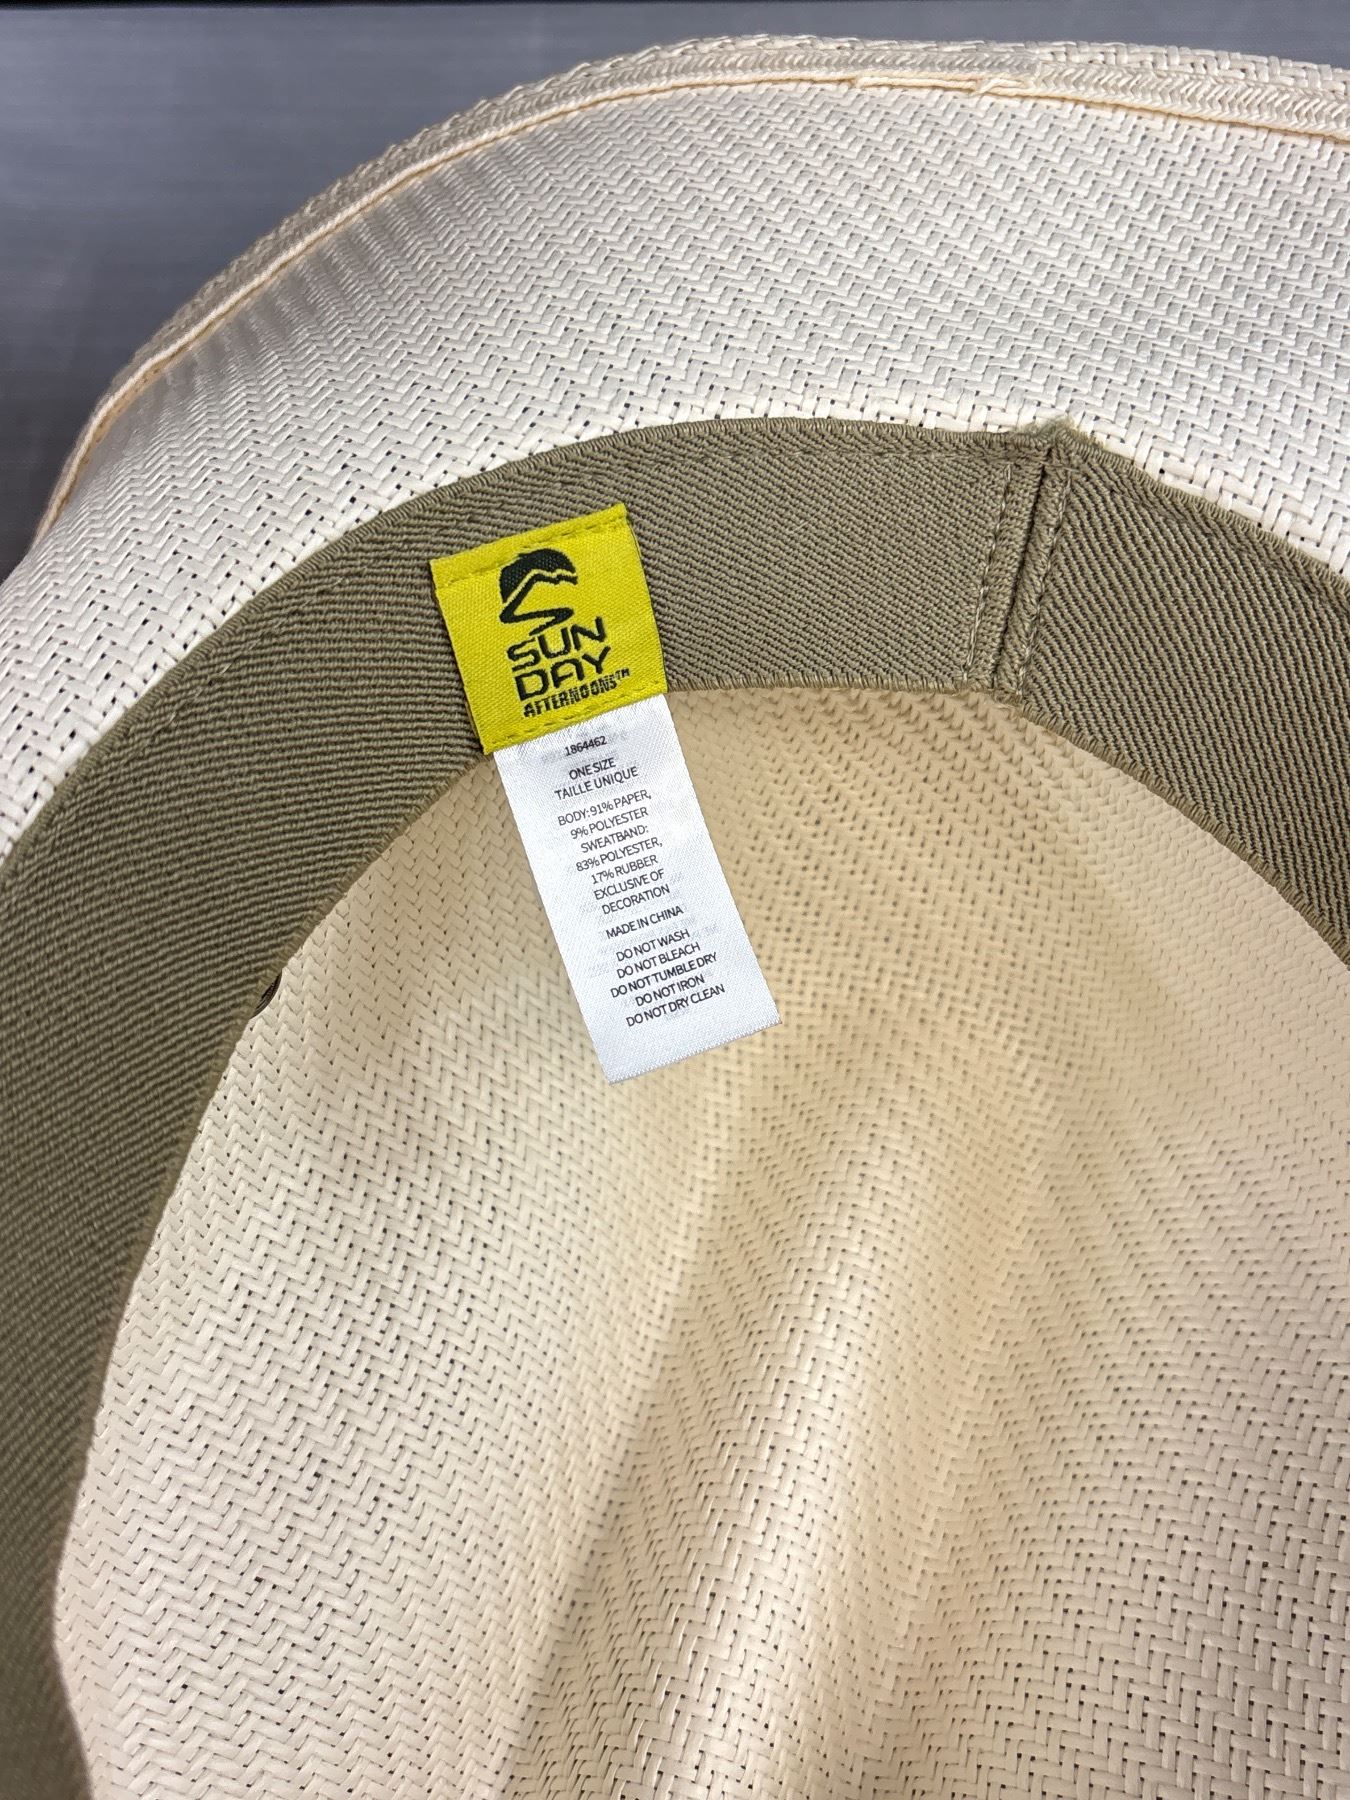 SUN
DAY
AFTERNOONS™
1864462
ONE SIZE
TAILLE UNIQUE
BODY: 91% PAPER,
9% POLYESTER
SWEATBAND:
83% POLYESTER,
17% RUBBER
EXCLUSIVE OF
DECORATION
MADE IN CHINA
DO NOT WASH
DO NOT BLEACH
DO NOT TUMBLE DRY
DO NOT IRON
DO NOT DRY CLEAN